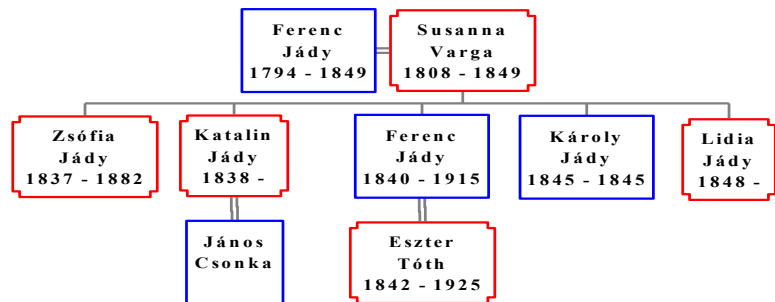 Ferenc
Jády
1794 - 1849
Susanna
Varga
1808 - 1849
Zsófia
Jády
1837 - 1882
Katalin
Jády
1838 -
Ferenc
Jády
1840 - 1915
Károly
Jády
1845 - 1845
Lidia
Jády
1848 -
János
Csonka
Eszter
Tóth
1842 - 1925